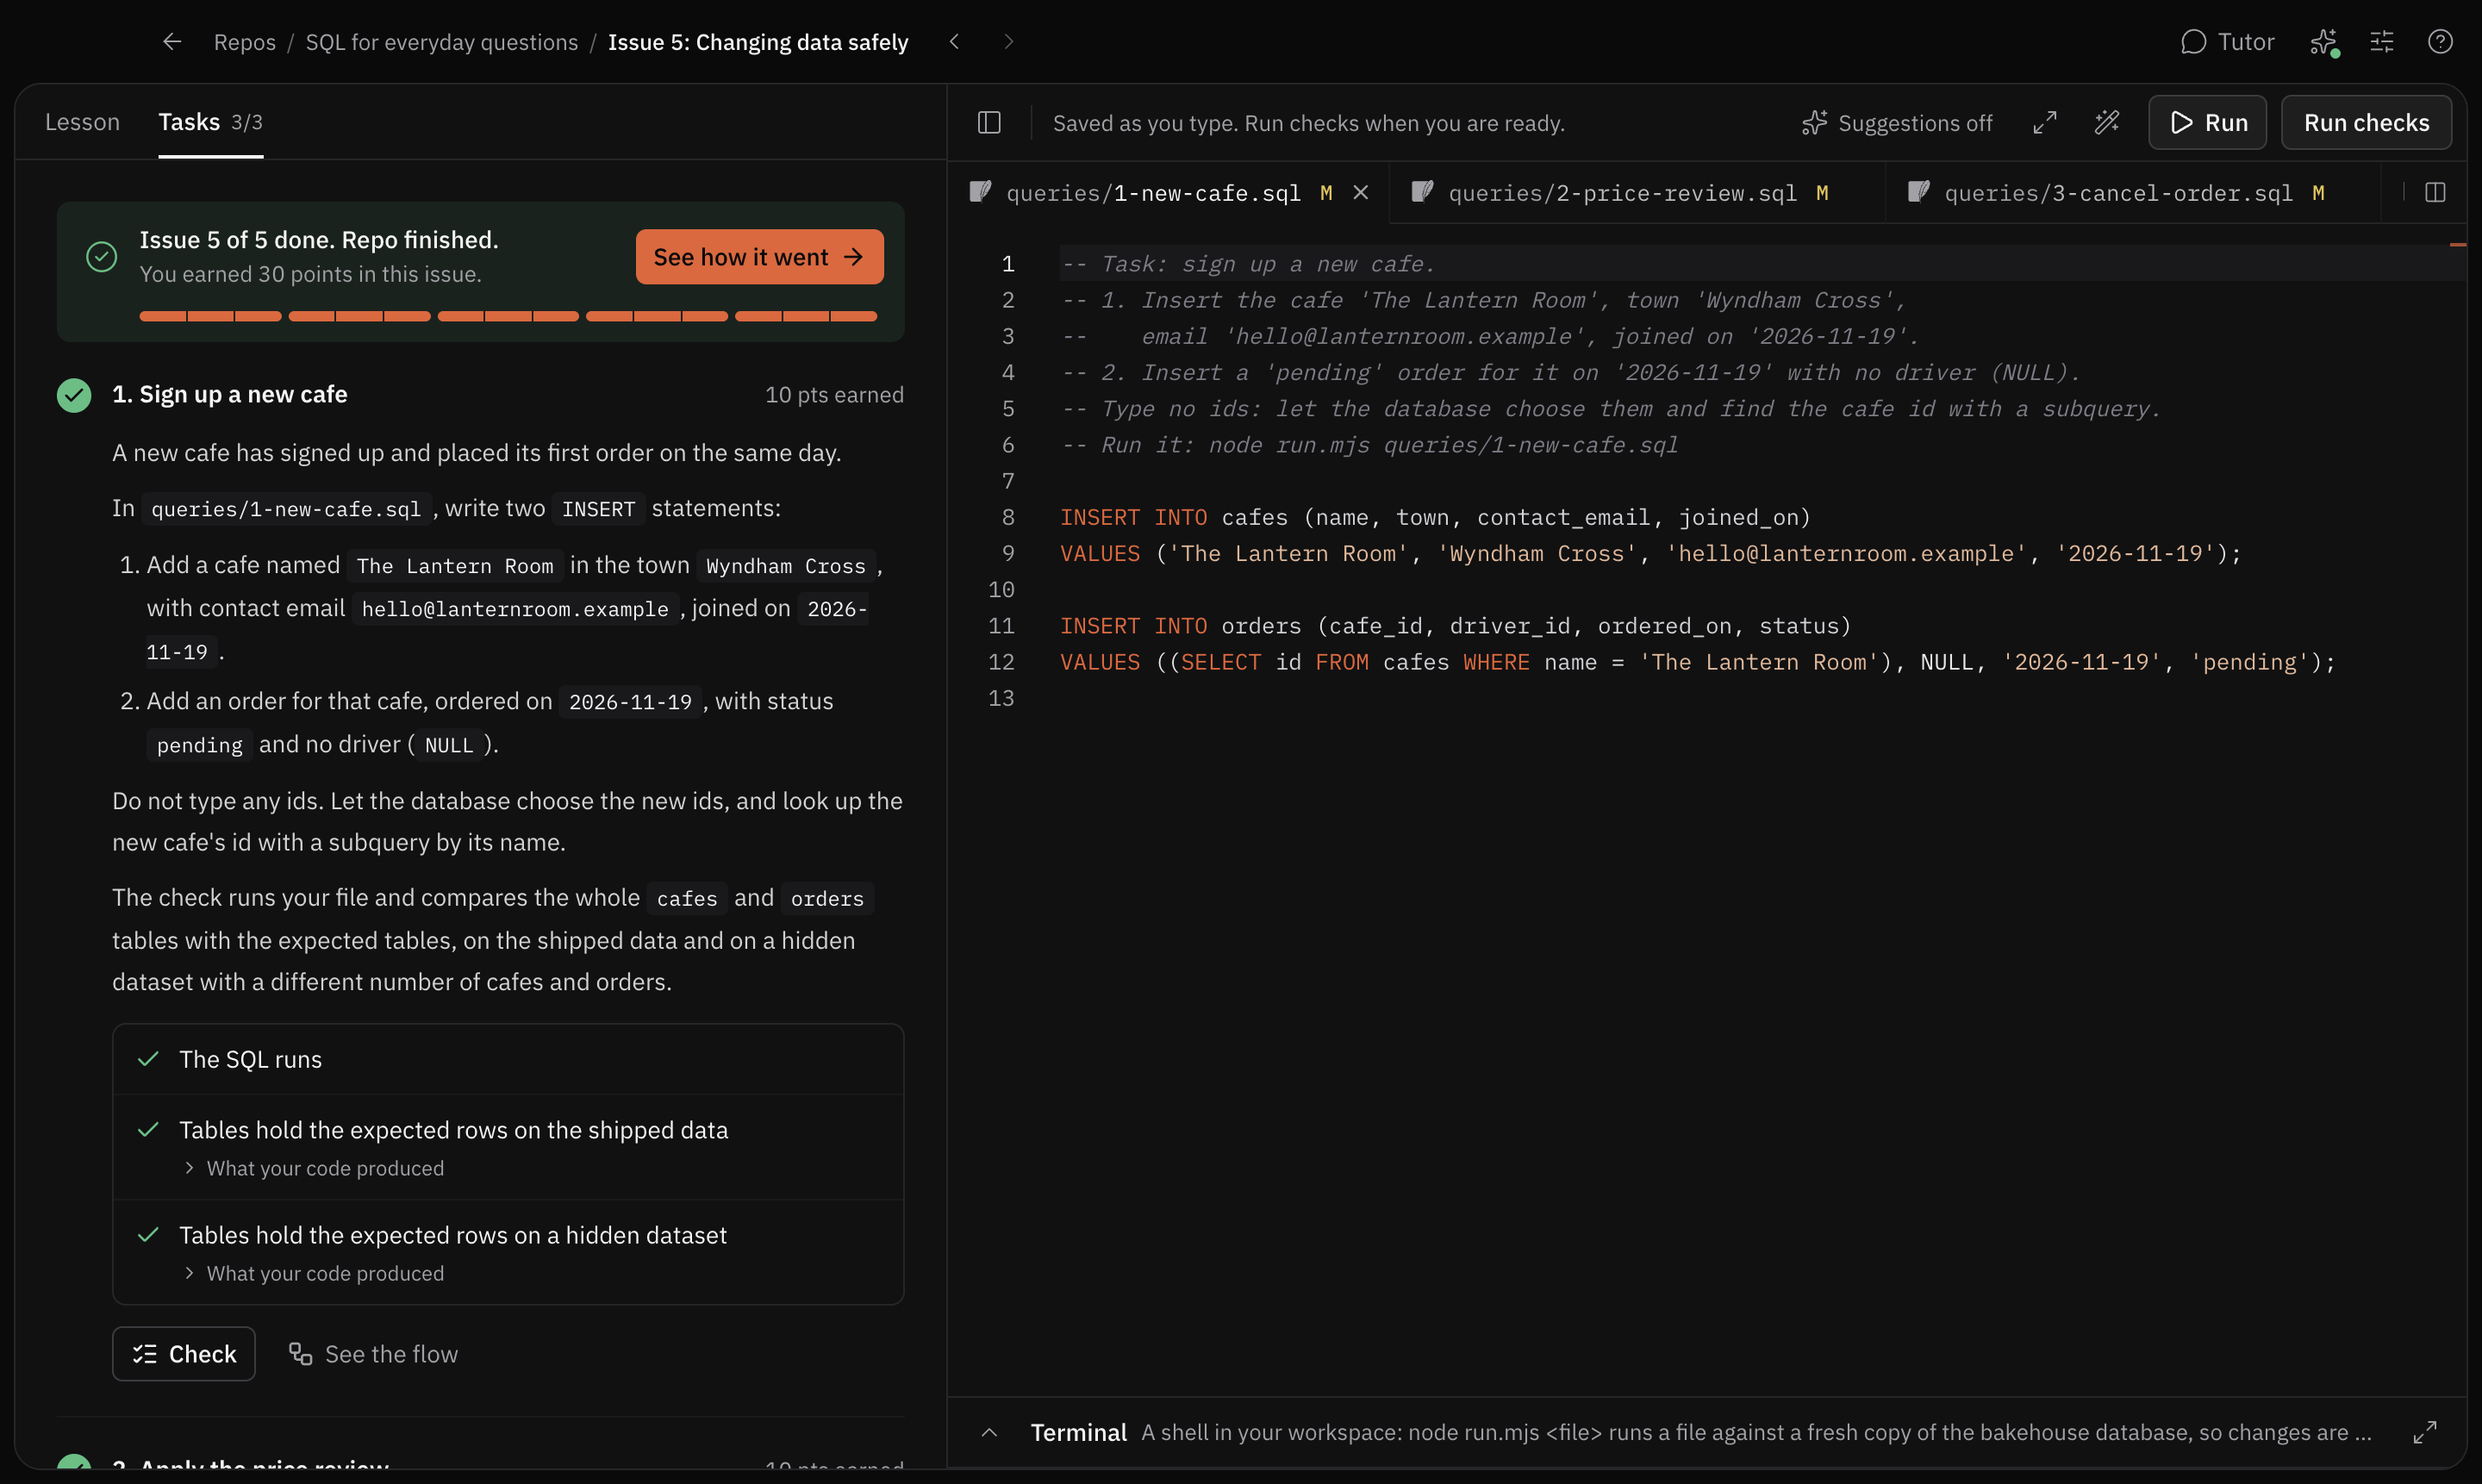 Repos / SQL for everyday questions / Issue 5: Changing data safely
Tutor
Lesson
Tasks 3/3
Issue 5 of 5 done. Repo finished.
You earned 30 points in this issue.
See how it went
1. Sign up a new cafe
10 pts earned
A new cafe has signed up and placed its first order on the same day.
In queries/1-new-cafe.sql, write two INSERT statements:
1. Add a cafe named The Lantern Room in the town Wyndham Cross,
with contact email hello@lanternroom.example, joined on 2026-
11-19.
2. Add an order for that cafe, ordered on 2026-11-19, with status
pending and no driver (NULL).
Do not type any ids. Let the database choose the new ids, and look up the
new cafe's id with a subquery by its name.
The check runs your file and compares the whole cafes and orders
tables with the expected tables, on the shipped data and on a hidden
dataset with a different number of cafes and orders.
The SQL runs
Tables hold the expected rows on the shipped data
What your code produced
Tables hold the expected rows on a hidden dataset
What your code produced
Check
See the flow
2. Apply the price review
10 pts earned
Saved as you type. Run checks when you are ready.
Suggestions off
Run
Run checks
queries/1-new-cafe.sql M
queries/2-price-review.sql M
queries/3-cancel-order.sql M
1 -- Task: sign up a new cafe.
2 -- 1. Insert the cafe 'The Lantern Room', town 'Wyndham Cross',
3 --    email 'hello@lanternroom.example', joined on '2026-11-19'.
4 -- 2. Insert a 'pending' order for it on '2026-11-19' with no driver (NULL).
5 -- Type no ids: let the database choose them and find the cafe id with a subquery.
6 -- Run it: node run.mjs queries/1-new-cafe.sql
7
8 INSERT INTO cafes (name, town, contact_email, joined_on)
9 VALUES ('The Lantern Room', 'Wyndham Cross', 'hello@lanternroom.example', '2026-11-19');
10
11 INSERT INTO orders (cafe_id, driver_id, ordered_on, status)
12 VALUES ((SELECT id FROM cafes WHERE name = 'The Lantern Room'), NULL, '2026-11-19', 'pending');
13
Terminal A shell in your workspace: node run.mjs <file> runs a file against a fresh copy of the bakehouse database, so changes are ...